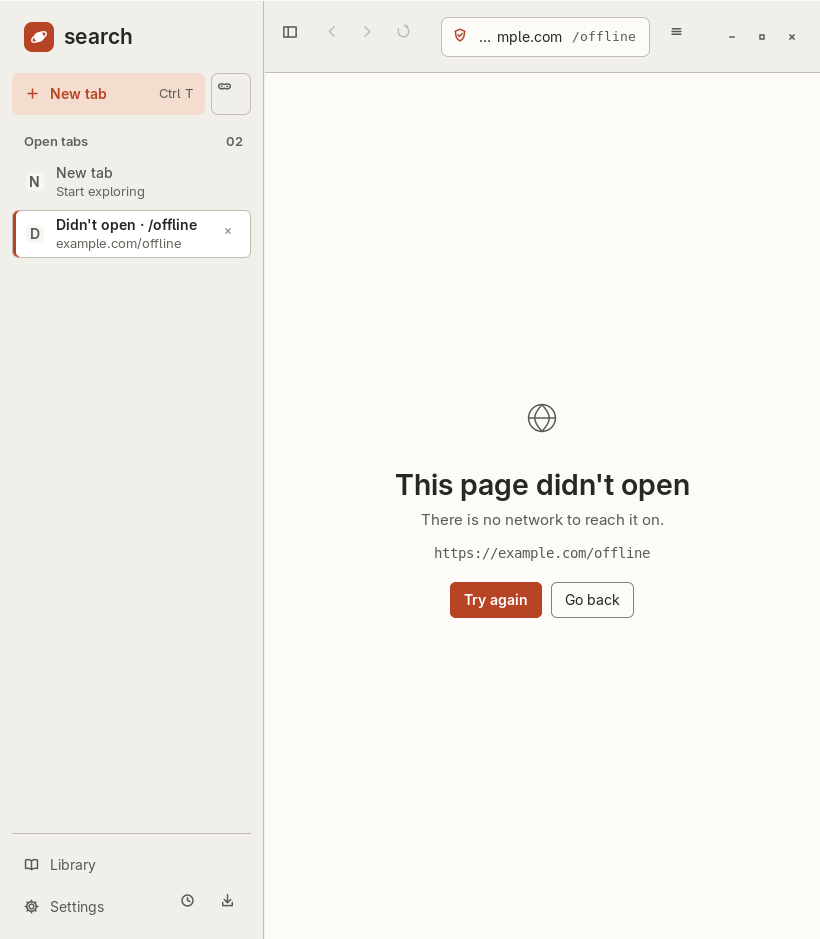 search
New tab Ctrl T
Open tabs 02
N New tab
Start exploring
D Didn't open · /offline
example.com/offline
... mple.com /offline
This page didn't open
There is no network to reach it on.
https://example.com/offline
Try again Go back
Library
Settings